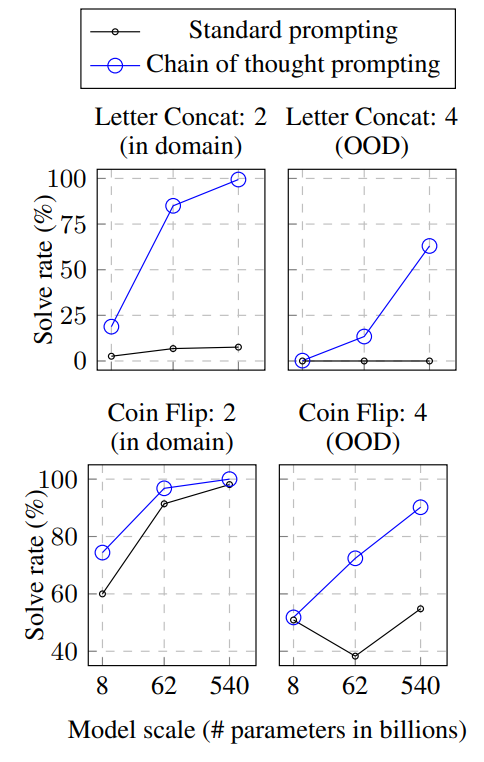 Standard prompting
Chain of thought prompting
Letter Concat: 2
(in domain)
Letter Concat: 4
(OOD)
Solve rate (%)
100
75
50
25
0
Coin Flip: 2
(in domain)
Coin Flip: 4
(OOD)
Solve rate (%)
100
80
60
40
8 62 540
8 62 540
Model scale (# parameters in billions)